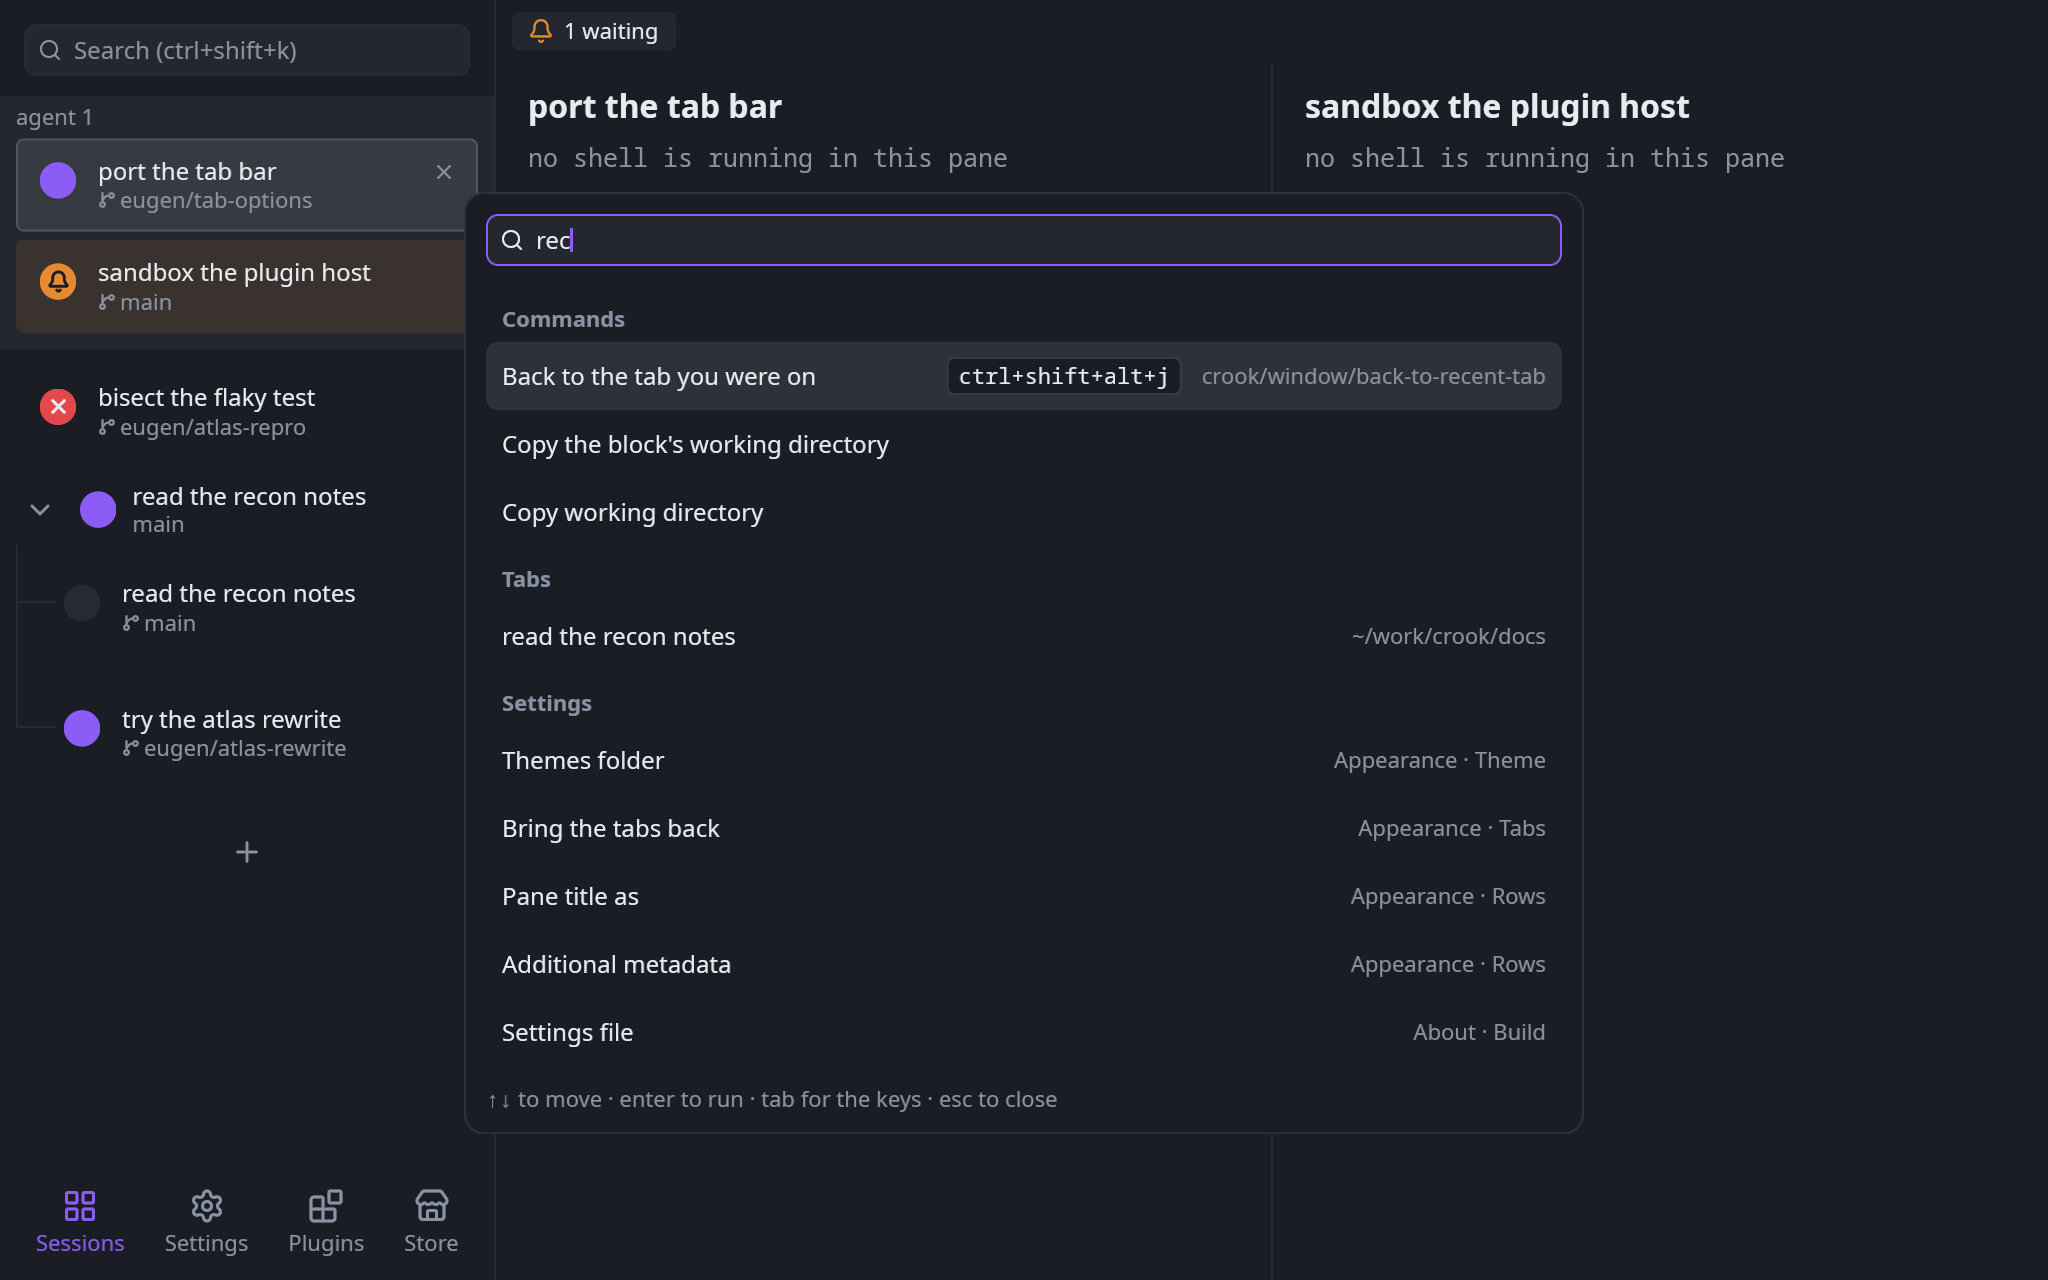 Search (ctrl+shift+k)
agent 1
port the tab bar
eugen/tab-options
sandbox the plugin host
main
bisect the flaky test
eugen/atlas-repro
read the recon notes
main
read the recon notes
main
try the atlas rewrite
eugen/atlas-rewrite
Sessions
Settings
Plugins
Store
1 waiting
port the tab bar
no shell is running in this pane
sandbox the plugin host
no shell is running in this pane
rec
Commands
Back to the tab you were on ctrl+shift+alt+j crook/window/back-to-recent-tab
Copy the block's working directory
Copy working directory
Tabs
read the recon notes ~/work/crook/docs
Settings
Themes folder Appearance · Theme
Bring the tabs back Appearance · Tabs
Pane title as Appearance · Rows
Additional metadata Appearance · Rows
Settings file About · Build
↑↓ to move · enter to run · tab for the keys · esc to close